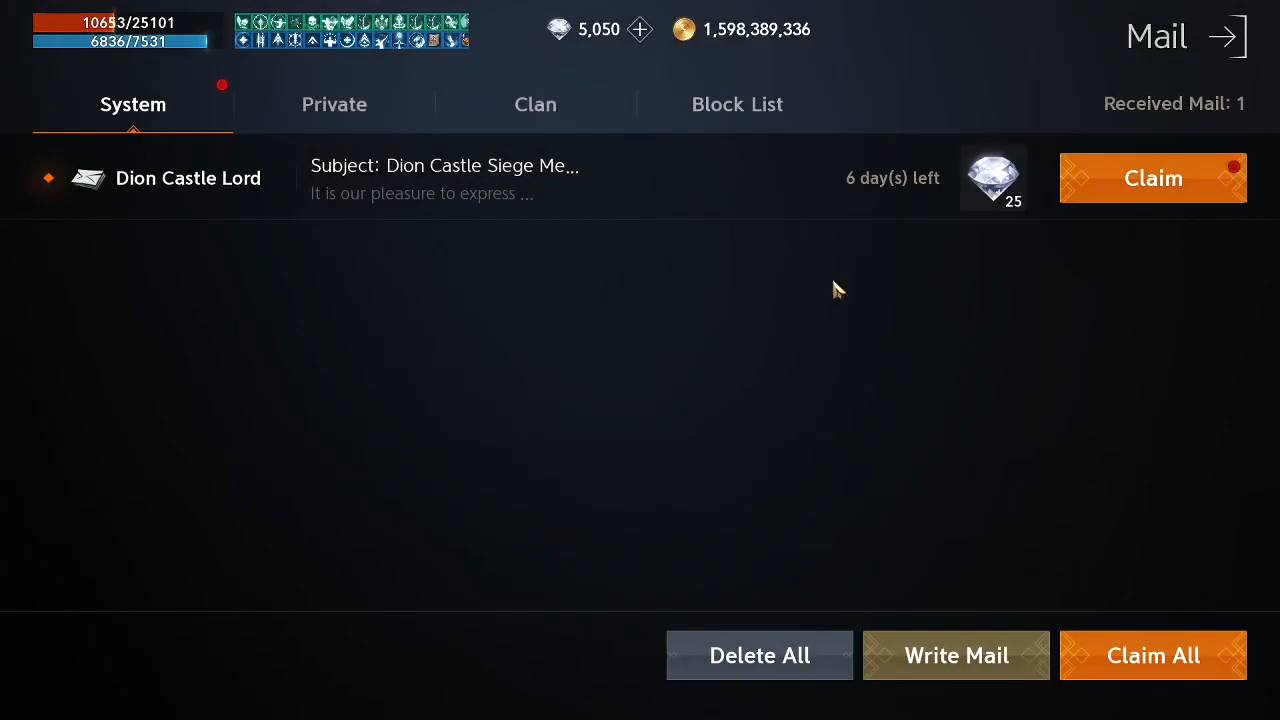 10653/25101
6836/7531
5,050
1,598,389,336
Mail
System
Private
Clan
Block List
Received Mail: 1
Dion Castle Lord
Subject: Dion Castle Siege Me...
It is our pleasure to express ...
6 day(s) left
25
Claim
Delete All
Write Mail
Claim All